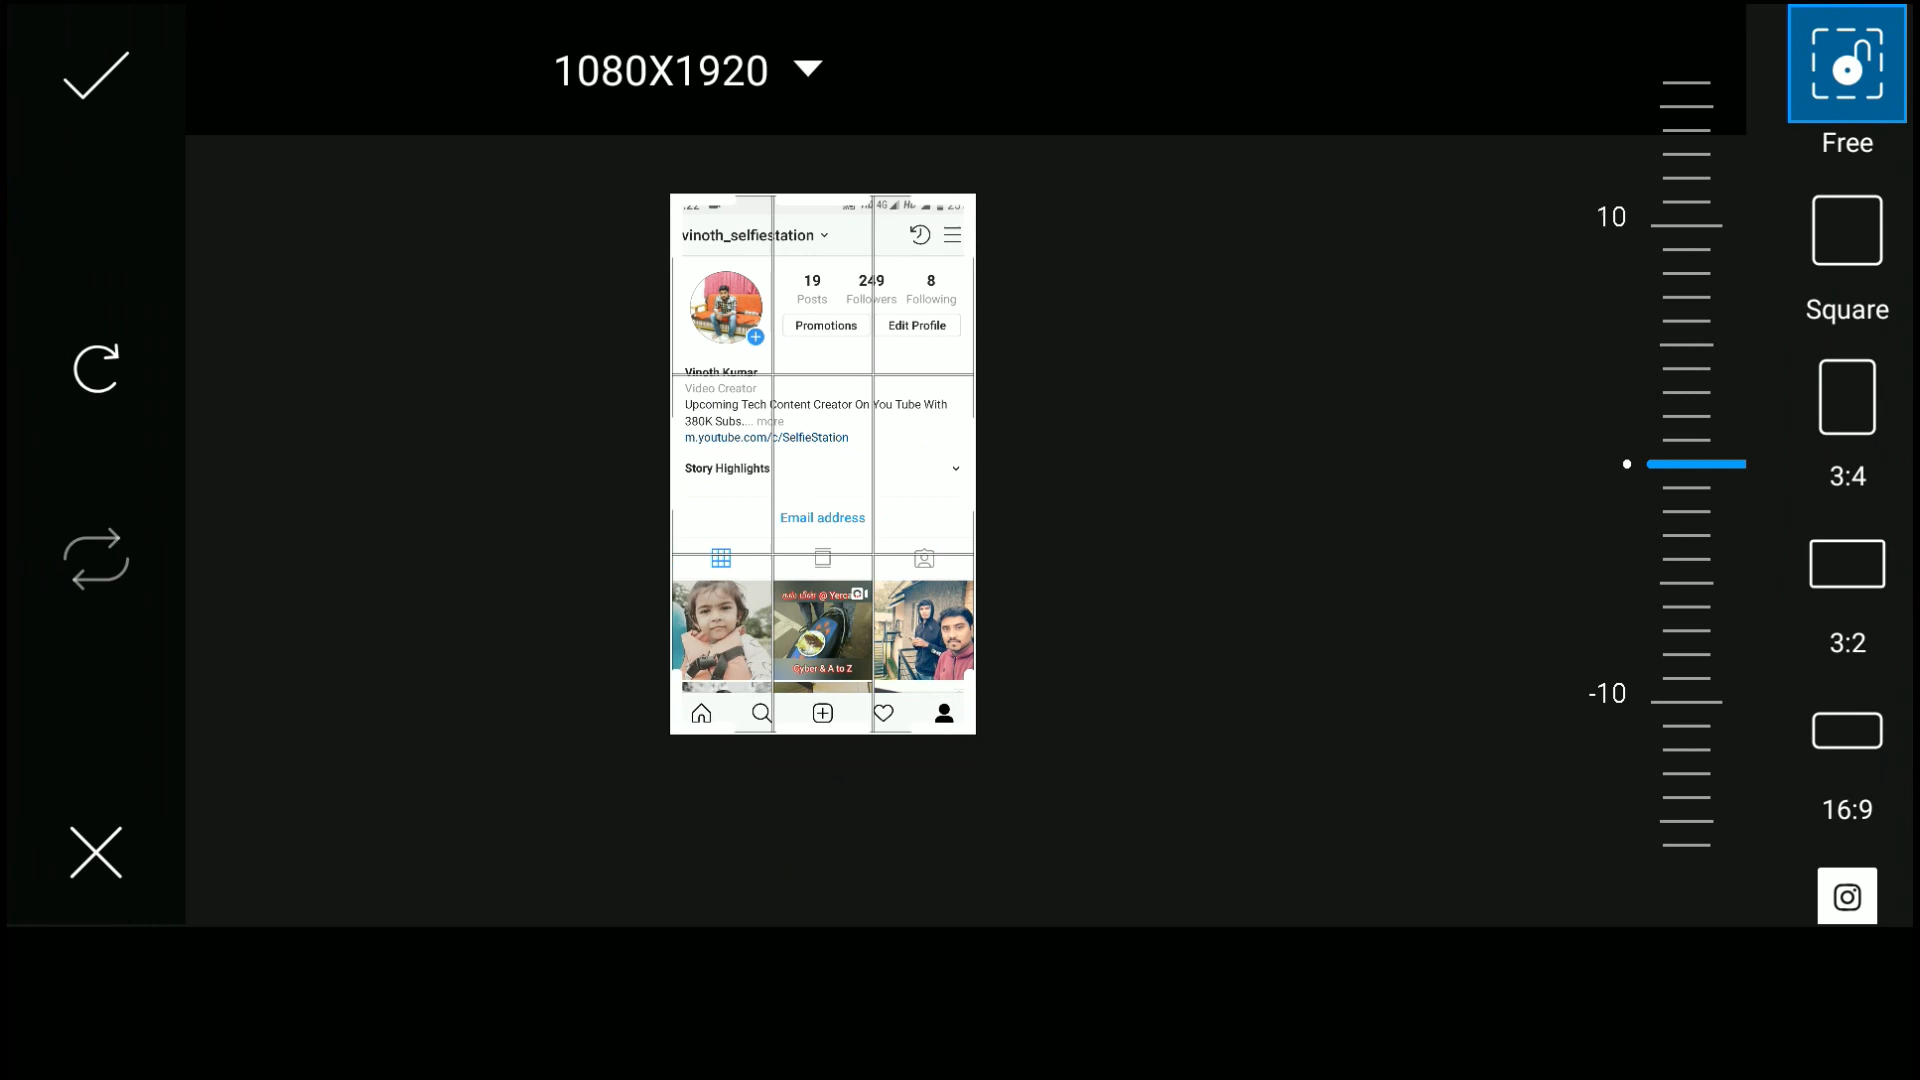 1080X1920
Free
10
Square
3:4
-10
3:2
16:9
4G
vinoth_selfiestation
19 249 8
Posts Followers Following
Promotions Edit Profile
Vinoth Kumar
Video Creator
Upcoming Tech Content Creator On You Tube With
380K Subs.... more
m.youtube.com/c/SelfieStation
Story Highlights
Email address
@ Yerca
Cyber & A to Z